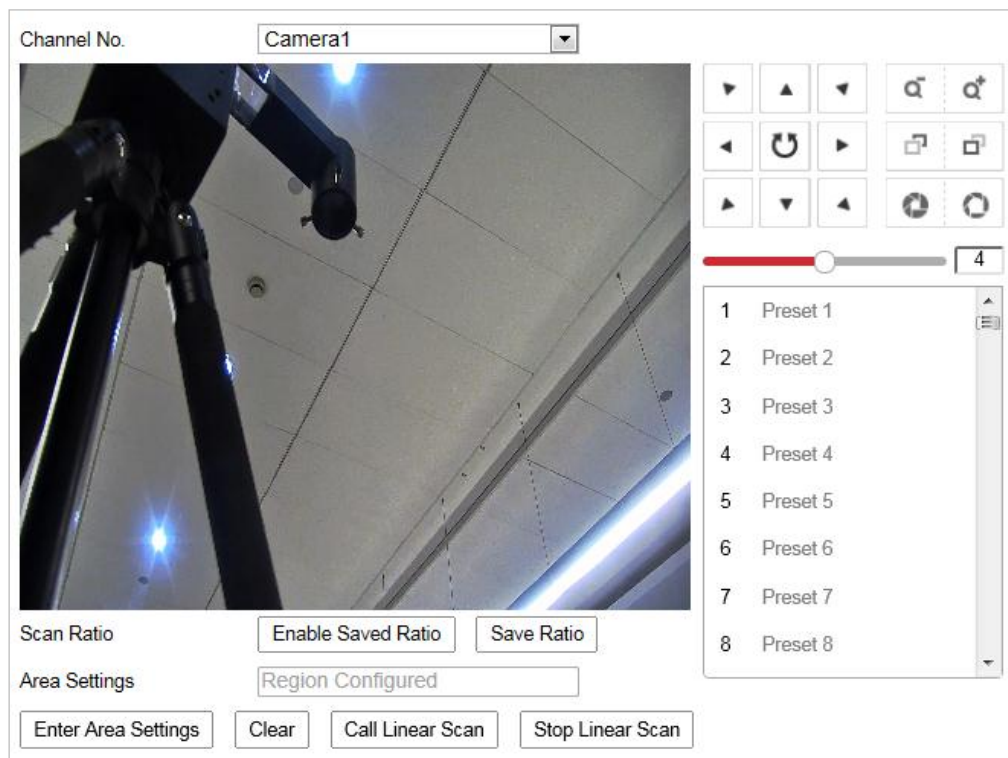 Channel No. Camera1
4
1 Preset 1
2 Preset 2
3 Preset 3
4 Preset 4
5 Preset 5
6 Preset 6
7 Preset 7
8 Preset 8
Scan Ratio Enable Saved Ratio Save Ratio
Area Settings Region Configured
Enter Area Settings Clear Call Linear Scan Stop Linear Scan